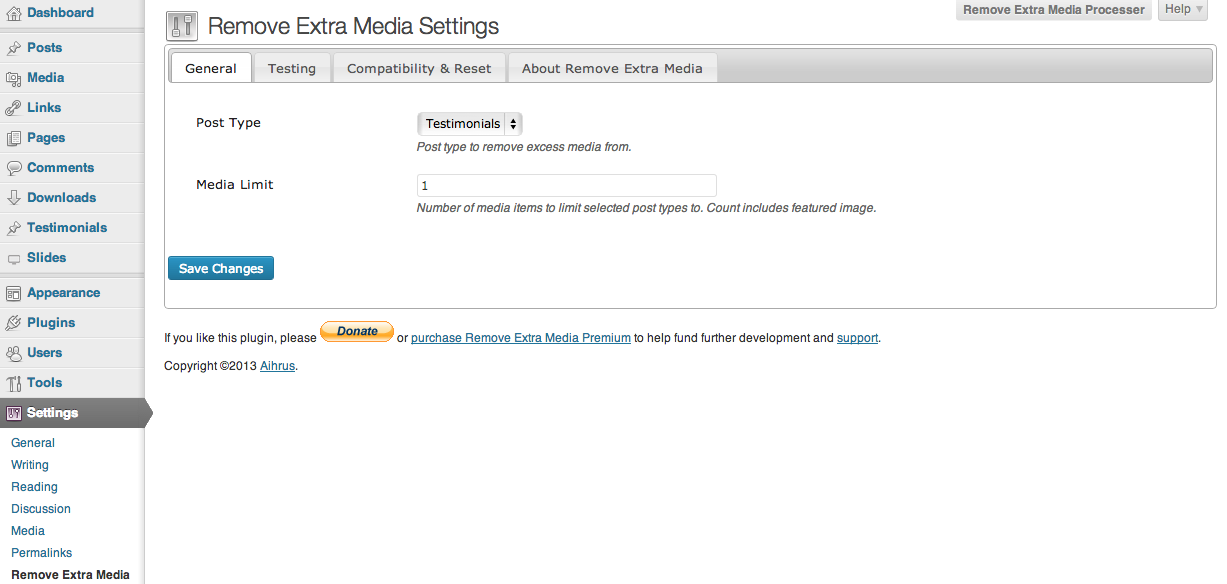 Dashboard
Posts
Media
Links
Pages
Comments
Downloads
Testimonials
Slides
Appearance
Plugins
Users
Tools
Settings
General
Writing
Reading
Discussion
Media
Permalinks
Remove Extra Media
Remove Extra Media Processer
Help
Remove Extra Media Settings
General Testing Compatibility & Reset About Remove Extra Media
Post Type Testimonials
Post type to remove excess media from.
Media Limit 1
Number of media items to limit selected post types to. Count includes featured image.
Save Changes
If you like this plugin, please Donate or purchase Remove Extra Media Premium to help fund further development and support.
Copyright ©2013 Aihrus.